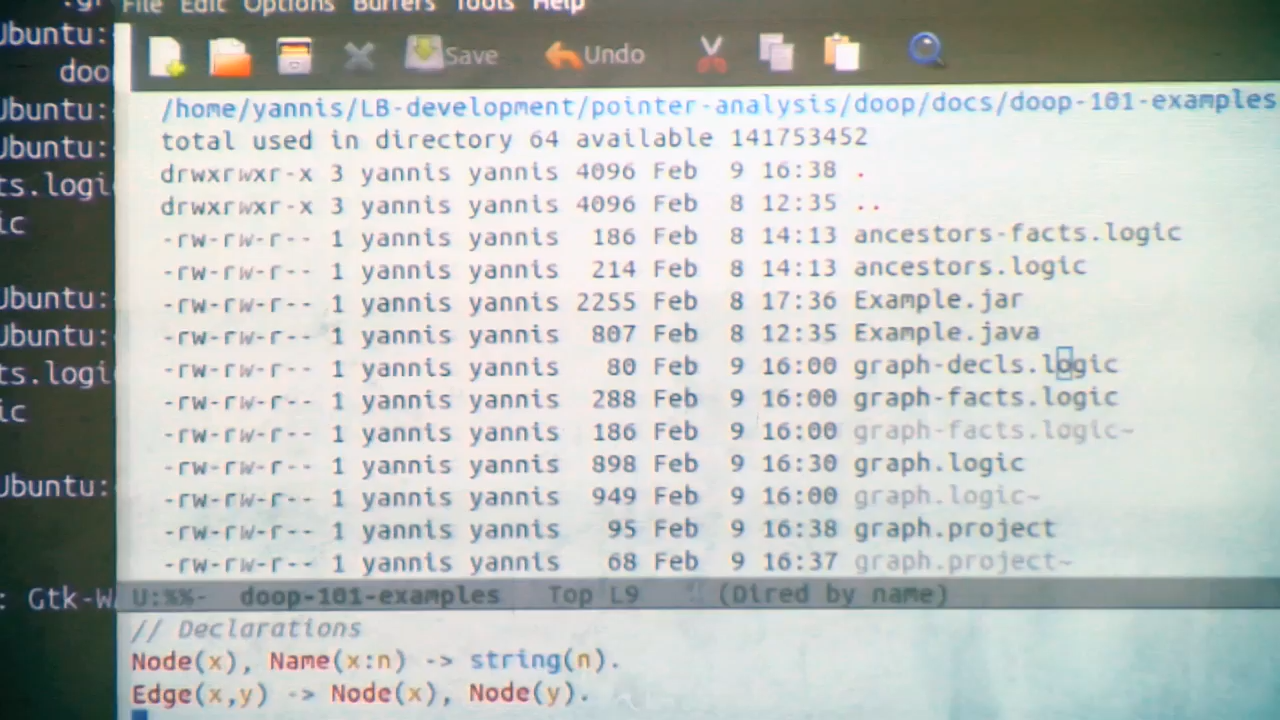 File Edit Options Buffers Tools Help
Save Undo
/home/yannis/LB-development/pointer-analysis/doop/docs/doop-101-examples
total used in directory 64 available 141753452
drwxrwxr-x 3 yannis yannis 4096 Feb 9 16:38 .
drwxrwxr-x 3 yannis yannis 4096 Feb 8 12:35 ..
-rw-rw-r-- 1 yannis yannis 186 Feb 8 14:13 ancestors-facts.logic
-rw-rw-r-- 1 yannis yannis 214 Feb 8 14:13 ancestors.logic
-rw-rw-r-- 1 yannis yannis 2255 Feb 8 17:36 Example.jar
-rw-rw-r-- 1 yannis yannis 807 Feb 8 12:35 Example.java
-rw-rw-r-- 1 yannis yannis 80 Feb 9 16:00 graph-decls.logic
-rw-rw-r-- 1 yannis yannis 288 Feb 9 16:00 graph-facts.logic
-rw-rw-r-- 1 yannis yannis 186 Feb 9 16:00 graph-facts.logic~
-rw-rw-r-- 1 yannis yannis 898 Feb 9 16:30 graph.logic
-rw-rw-r-- 1 yannis yannis 949 Feb 9 16:00 graph.logic~
-rw-rw-r-- 1 yannis yannis 95 Feb 9 16:38 graph.project
-rw-rw-r-- 1 yannis yannis 68 Feb 9 16:37 graph.project~
U:%%- doop-101-examples Top L9 (Dired by name)
// Declarations
Node(x), Name(x:n) -> string(n).
Edge(x,y) -> Node(x), Node(y).
Ubuntu:
doop
Ubuntu:
Ubuntu:
ts.logi
ic
Ubuntu:
Ubuntu:
ts.logi
ic
Ubuntu:
: Gtk-W